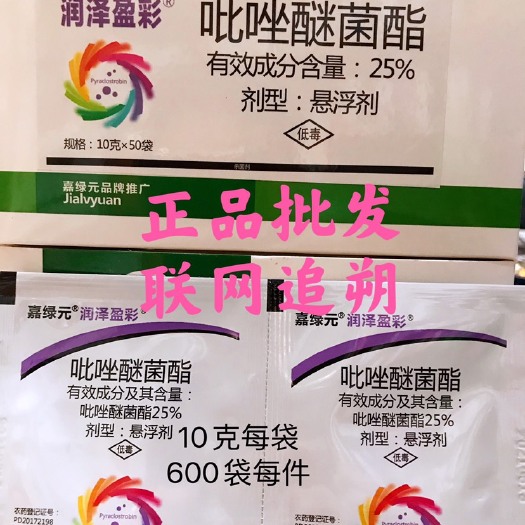 润泽盈彩®
吡唑醚菌酯
有效成分含量：25%
剂型：悬浮剂
低毒
Pyraclostrobin
规格：10克×50袋
杀菌剂
嘉绿元品牌推广
Jialvyuan
正品批发
联网追朔
嘉绿元®润泽盈彩®
吡唑醚菌酯
有效成分及其含量：
吡唑醚菌酯25%
剂型：悬浮剂
低毒
农药登记证号：
PD20172198
Pyraclostrobin
嘉绿元®润泽盈彩®
吡唑醚菌酯
有效成分及其含量：
吡唑醚菌酯25%
剂型：悬浮剂
低毒
农药登记证号：
PD20172198
Pyraclostrobin
10克每袋
600袋每件